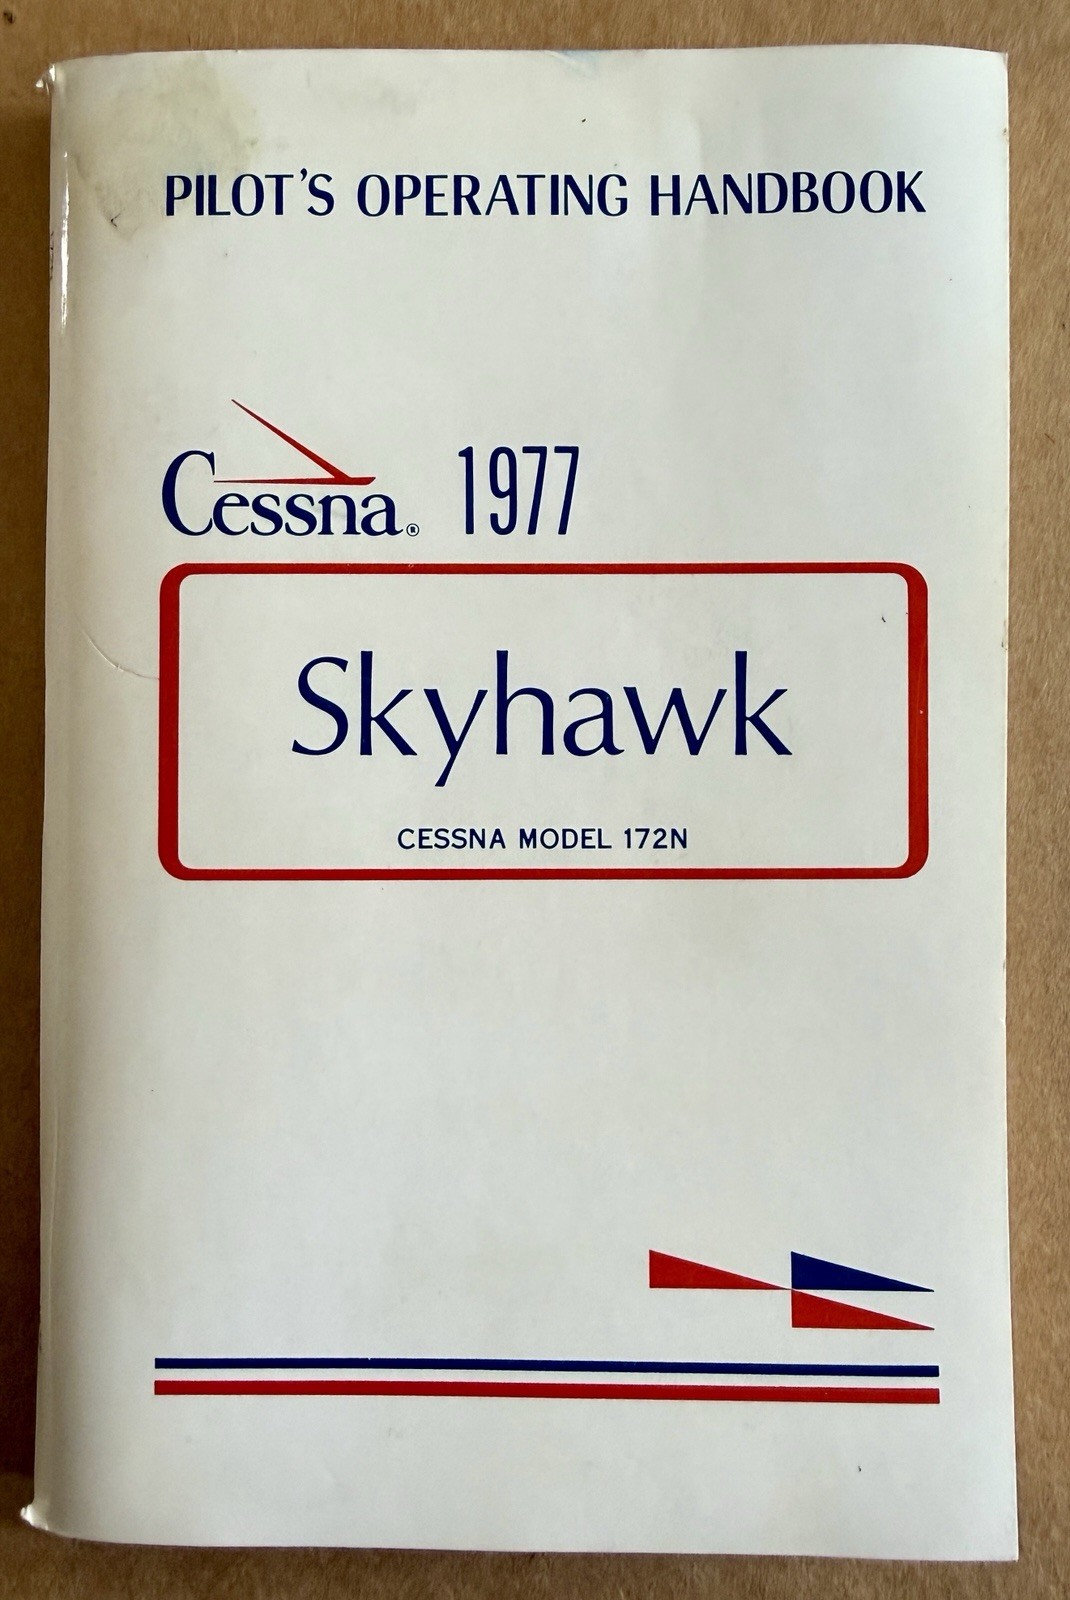 PILOT'S OPERATING HANDBOOK
Cessna® 1977
Skyhawk
CESSNA MODEL 172N